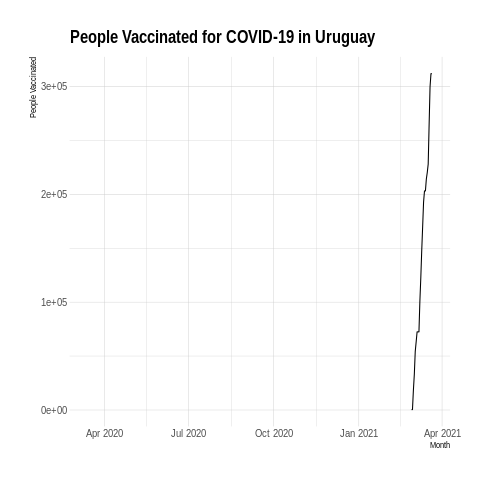 People Vaccinated for COVID-19 in Uruguay
People Vaccinated
3e+05
2e+05
1e+05
0e+00
Apr 2020 Jul 2020 Oct 2020 Jan 2021 Apr 2021
Month